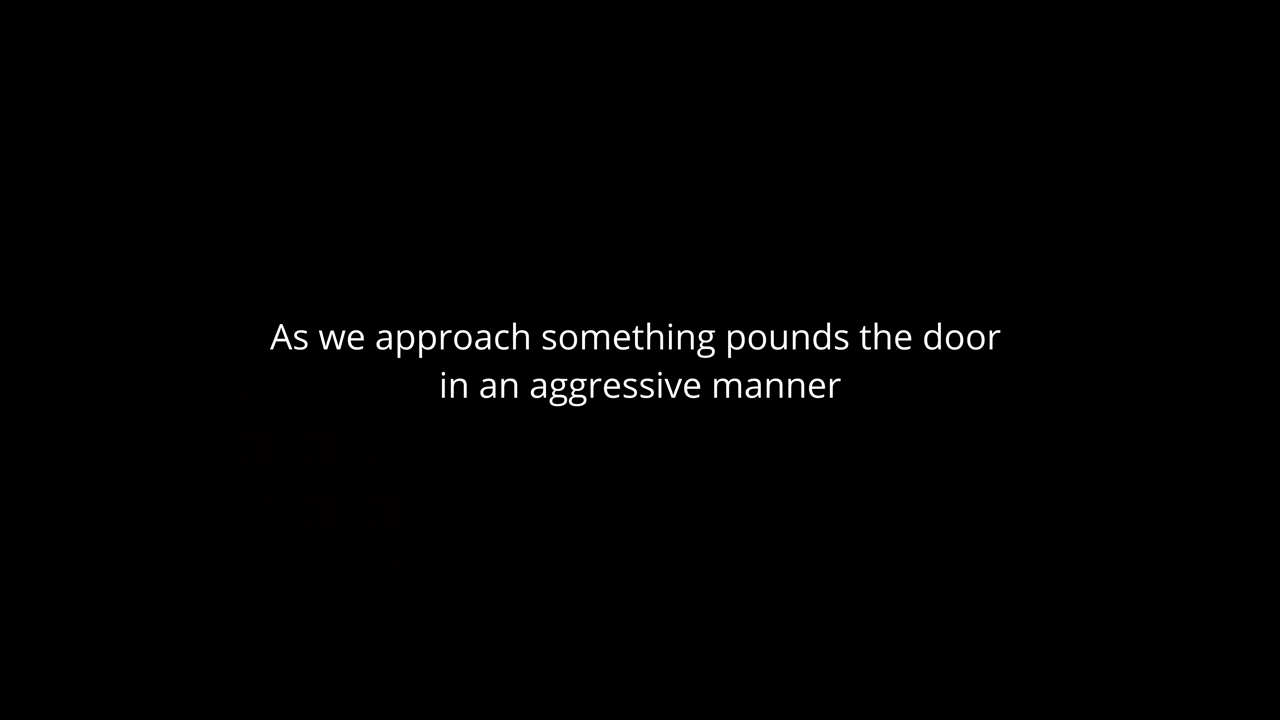 As we approach something pounds the door
in an aggressive manner